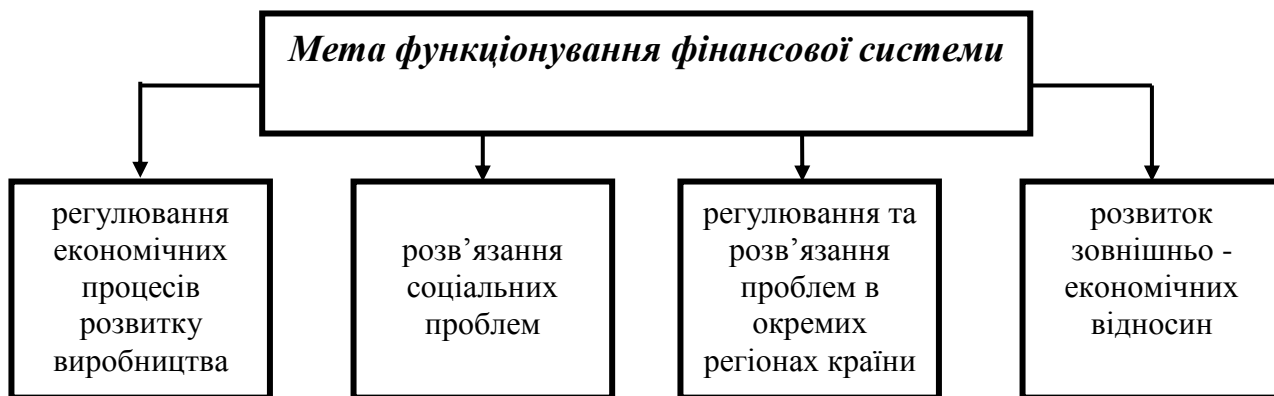 Мета функціонування фінансової системи
регулювання
економічних
процесів
розвитку
виробництва
розв’язання
соціальних
проблем
регулювання та
розв’язання
проблем в
окремих
регіонах країни
розвиток
зовнішньо -
економічних
відносин